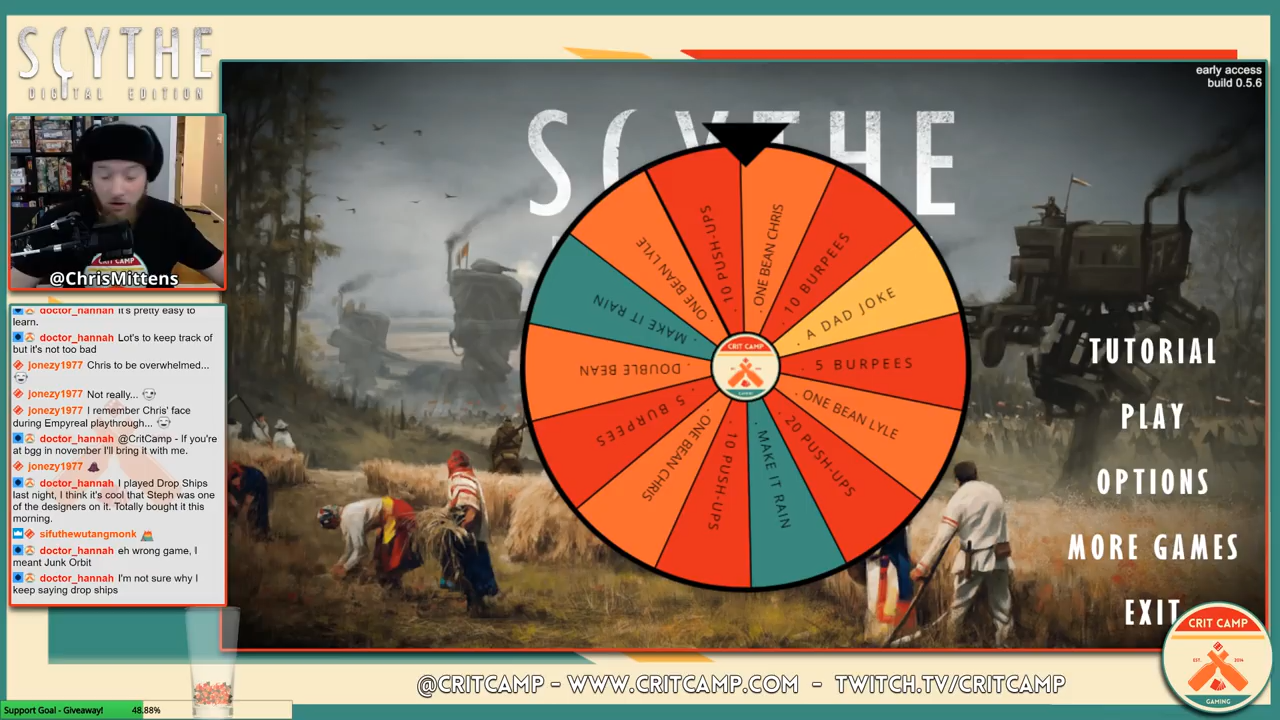 SCYTHE
DIGITAL EDITION
early access
build 0.5.6
SCYTHE
@ChrisMittens
doctor_hannah It's pretty easy to
learn.
doctor_hannah Lot's to keep track of
but it's not too bad
jonezy1977 Chris to be overwhelmed...
jonezy1977 Not really...
jonezy1977 I remember Chris' face
during Empyreal playthrough...
doctor_hannah @CritCamp - If you're
at bgg in november I'll bring it with me.
jonezy1977
doctor_hannah I played Drop Ships
last night, I think it's cool that Steph was one
of the designers on it. Totally bought it this
morning.
sifuthewutangmonk
doctor_hannah eh wrong game, I
meant Junk Orbit
doctor_hannah I'm not sure why I
keep saying drop ships
ONE BEAN CHRIS
10 BURPEES
A DAD JOKE
5 BURPEES
ONE BEAN LYLE
20 PUSH-UPS
MAKE IT RAIN
10 PUSH-UPS
ONE BEAN CHRIS
5 BURPEES
DOUBLE BEAN
MAKE IT RAIN
ONE BEAN LYLE
10 PUSH-UPS
CRIT CAMP
TUTORIAL
PLAY
OPTIONS
MORE GAMES
EXIT
CRIT CAMP
EST. 2014
GAMING
@CRITCAMP - WWW.CRITCAMP.COM - TWITCH.TV/CRITCAMP
Support Goal - Giveaway! 48.88%